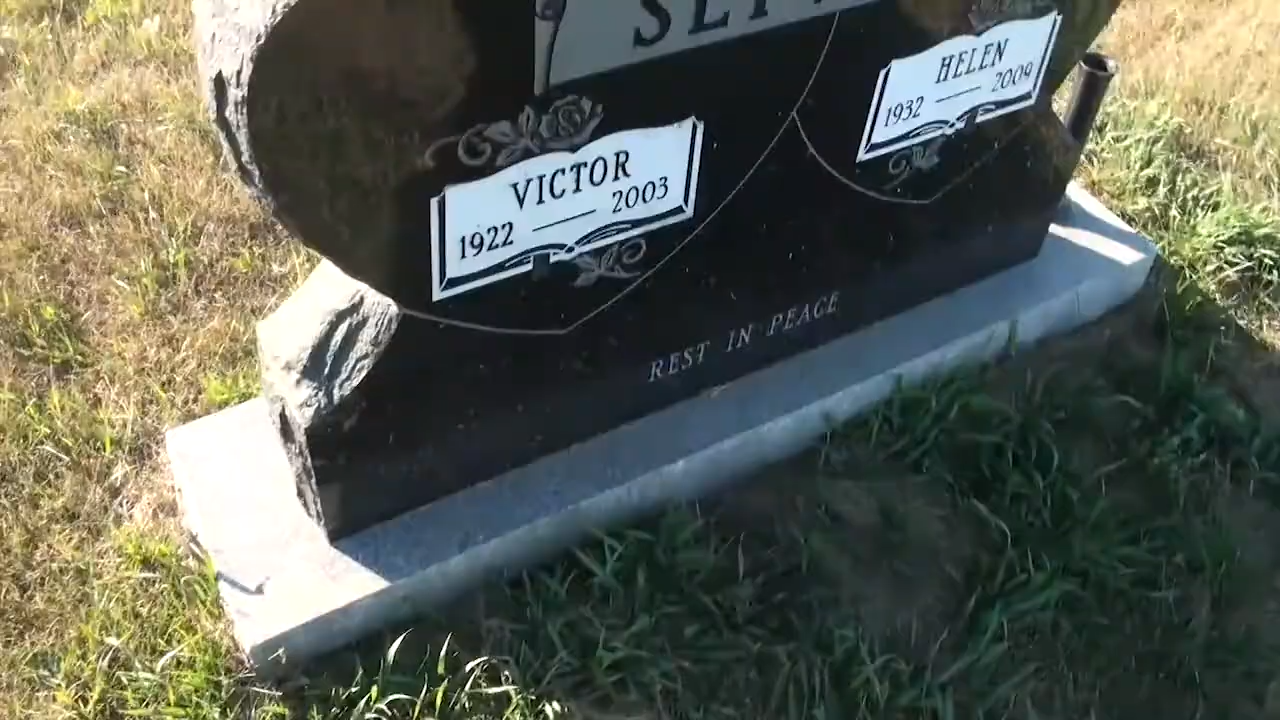 VICTOR
1922 — 2003
HELEN
1932 — 2009
REST IN PEACE